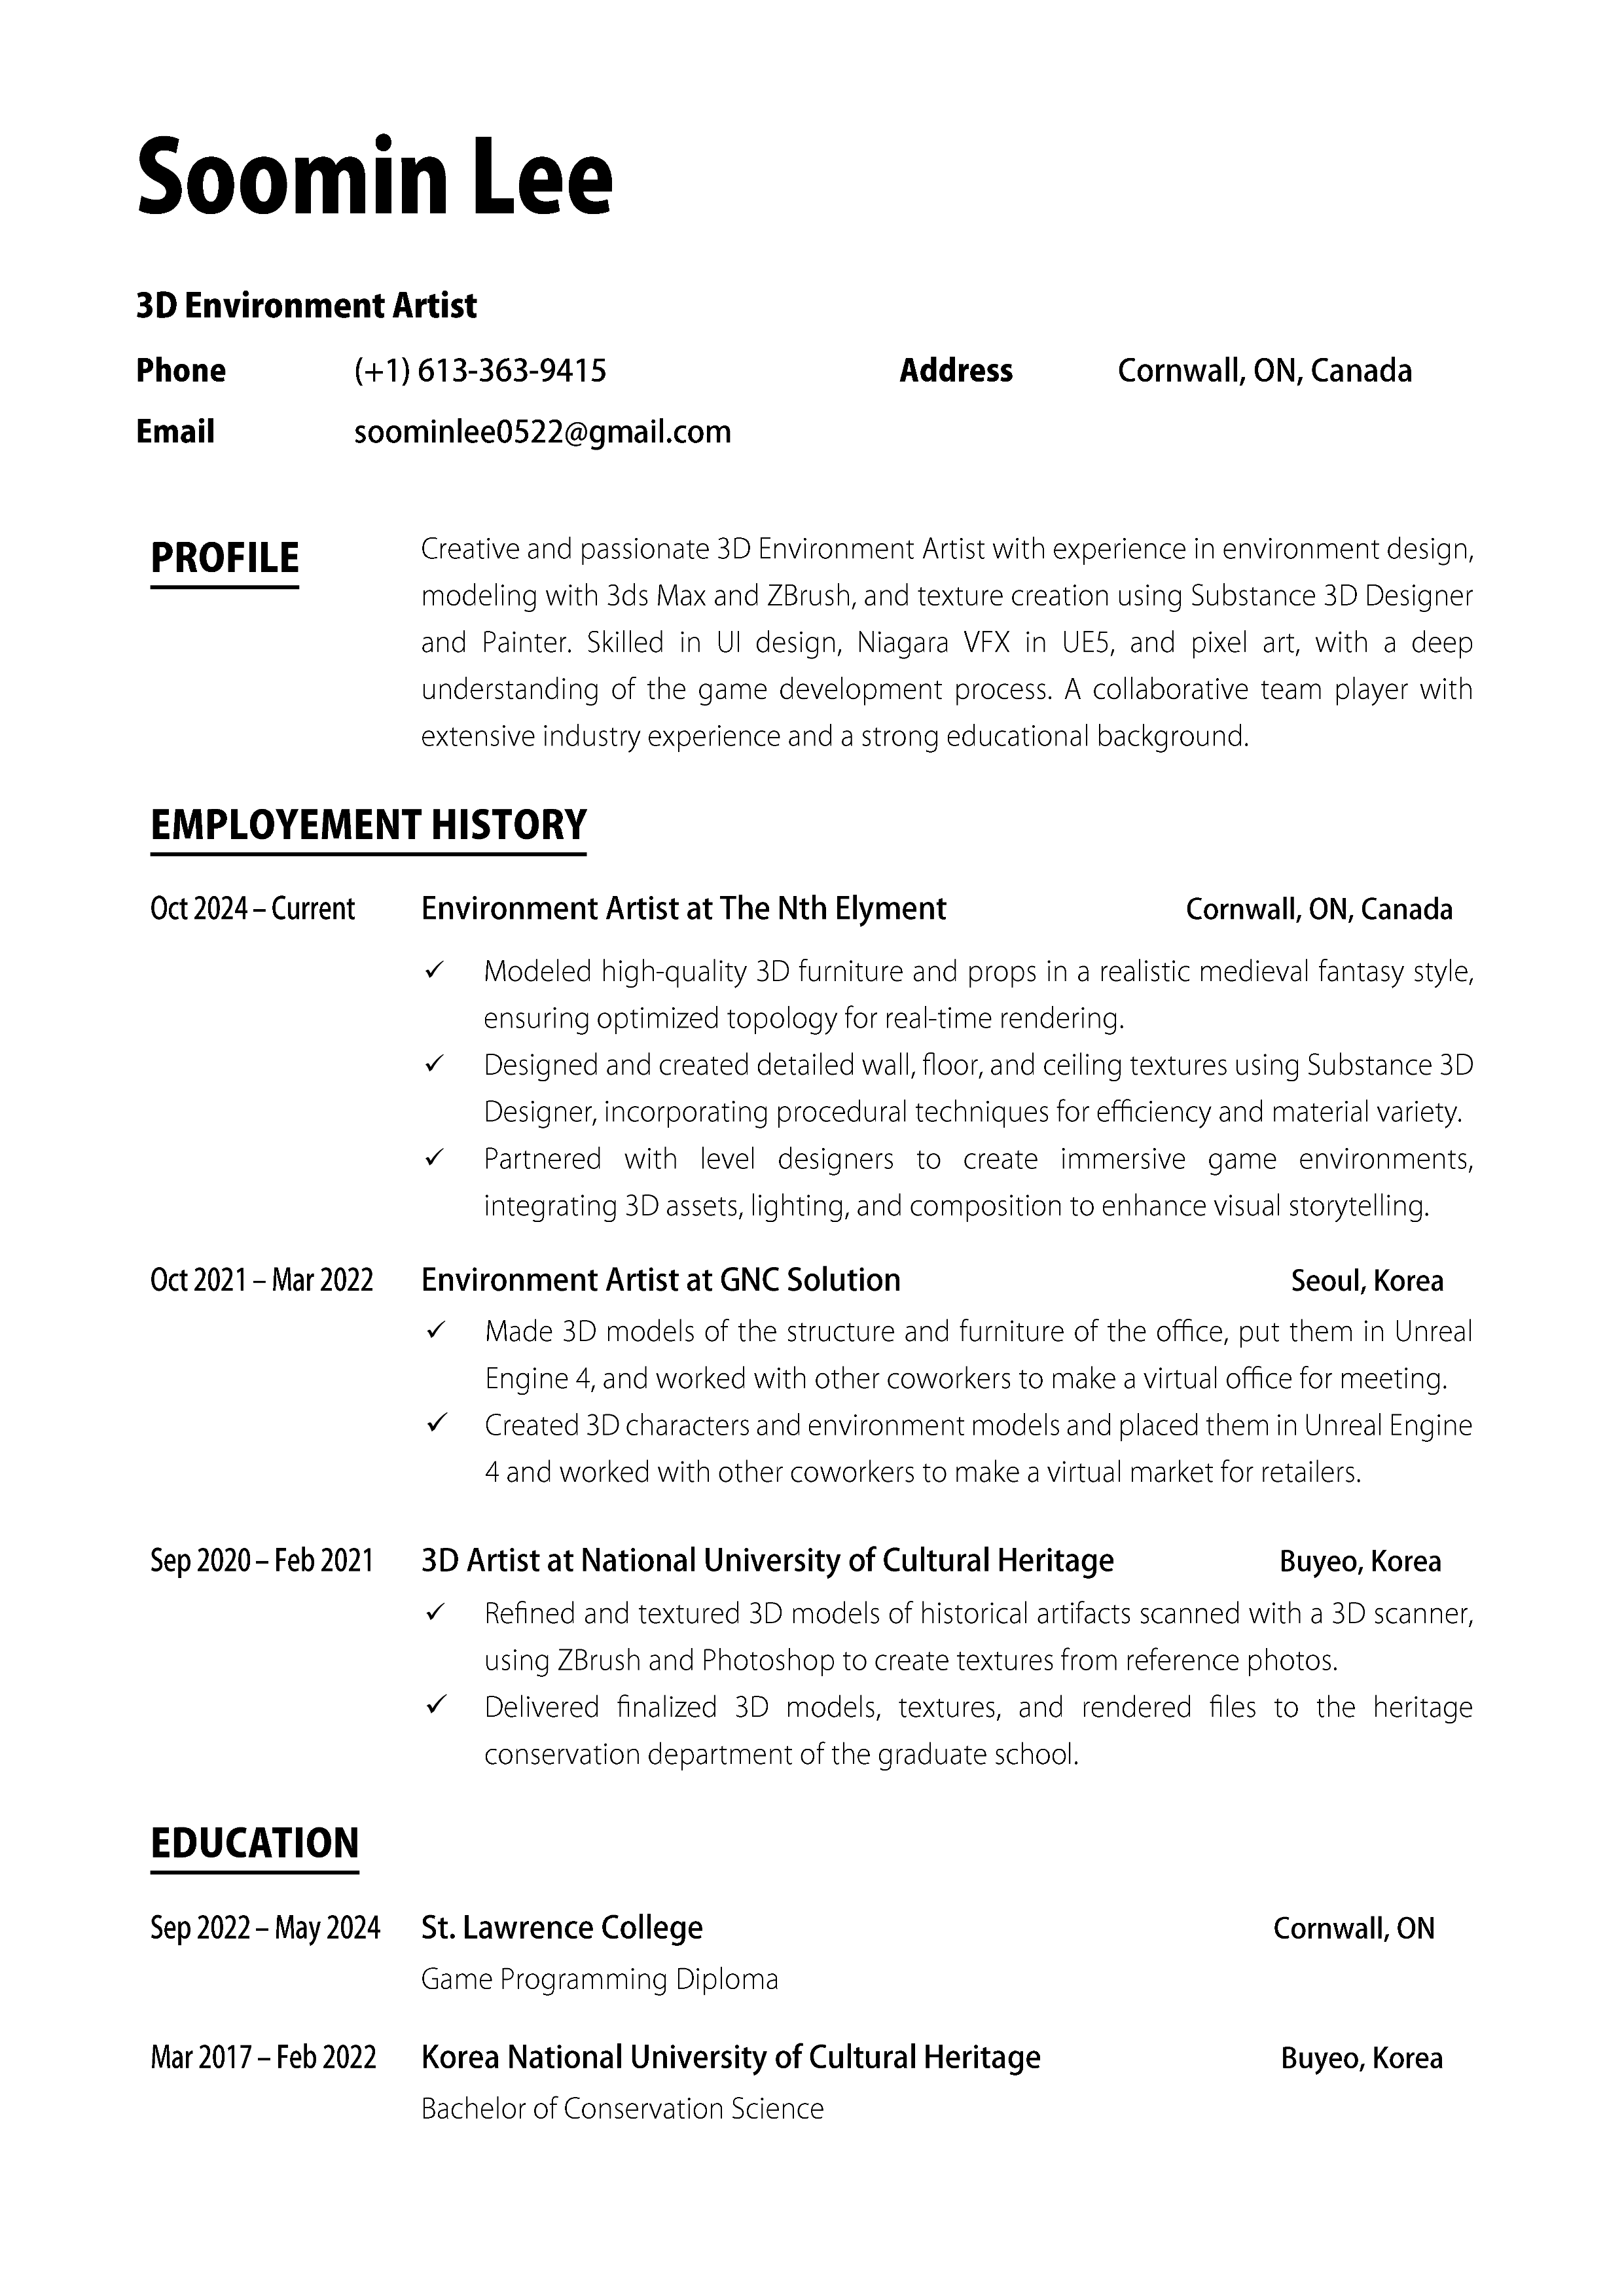 Soomin Lee
3D Environment Artist
Phone (+1) 613-363-9415 Address Cornwall, ON, Canada
Email soominlee0522@gmail.com
PROFILE
Creative and passionate 3D Environment Artist with experience in environment design,
modeling with 3ds Max and ZBrush, and texture creation using Substance 3D Designer
and Painter. Skilled in UI design, Niagara VFX in UE5, and pixel art, with a deep
understanding of the game development process. A collaborative team player with
extensive industry experience and a strong educational background.
EMPLOYEMENT HISTORY
Oct 2024 – Current Environment Artist at The Nth Elyment Cornwall, ON, Canada
✓ Modeled high-quality 3D furniture and props in a realistic medieval fantasy style,
ensuring optimized topology for real-time rendering.
✓ Designed and created detailed wall, floor, and ceiling textures using Substance 3D
Designer, incorporating procedural techniques for efficiency and material variety.
✓ Partnered with level designers to create immersive game environments,
integrating 3D assets, lighting, and composition to enhance visual storytelling.
Oct 2021 – Mar 2022 Environment Artist at GNC Solution Seoul, Korea
✓ Made 3D models of the structure and furniture of the office, put them in Unreal
Engine 4, and worked with other coworkers to make a virtual office for meeting.
✓ Created 3D characters and environment models and placed them in Unreal Engine
4 and worked with other coworkers to make a virtual market for retailers.
Sep 2020 – Feb 2021 3D Artist at National University of Cultural Heritage Buyeo, Korea
✓ Refined and textured 3D models of historical artifacts scanned with a 3D scanner,
using ZBrush and Photoshop to create textures from reference photos.
✓ Delivered finalized 3D models, textures, and rendered files to the heritage
conservation department of the graduate school.
EDUCATION
Sep 2022 – May 2024 St. Lawrence College Cornwall, ON
Game Programming Diploma
Mar 2017 – Feb 2022 Korea National University of Cultural Heritage Buyeo, Korea
Bachelor of Conservation Science